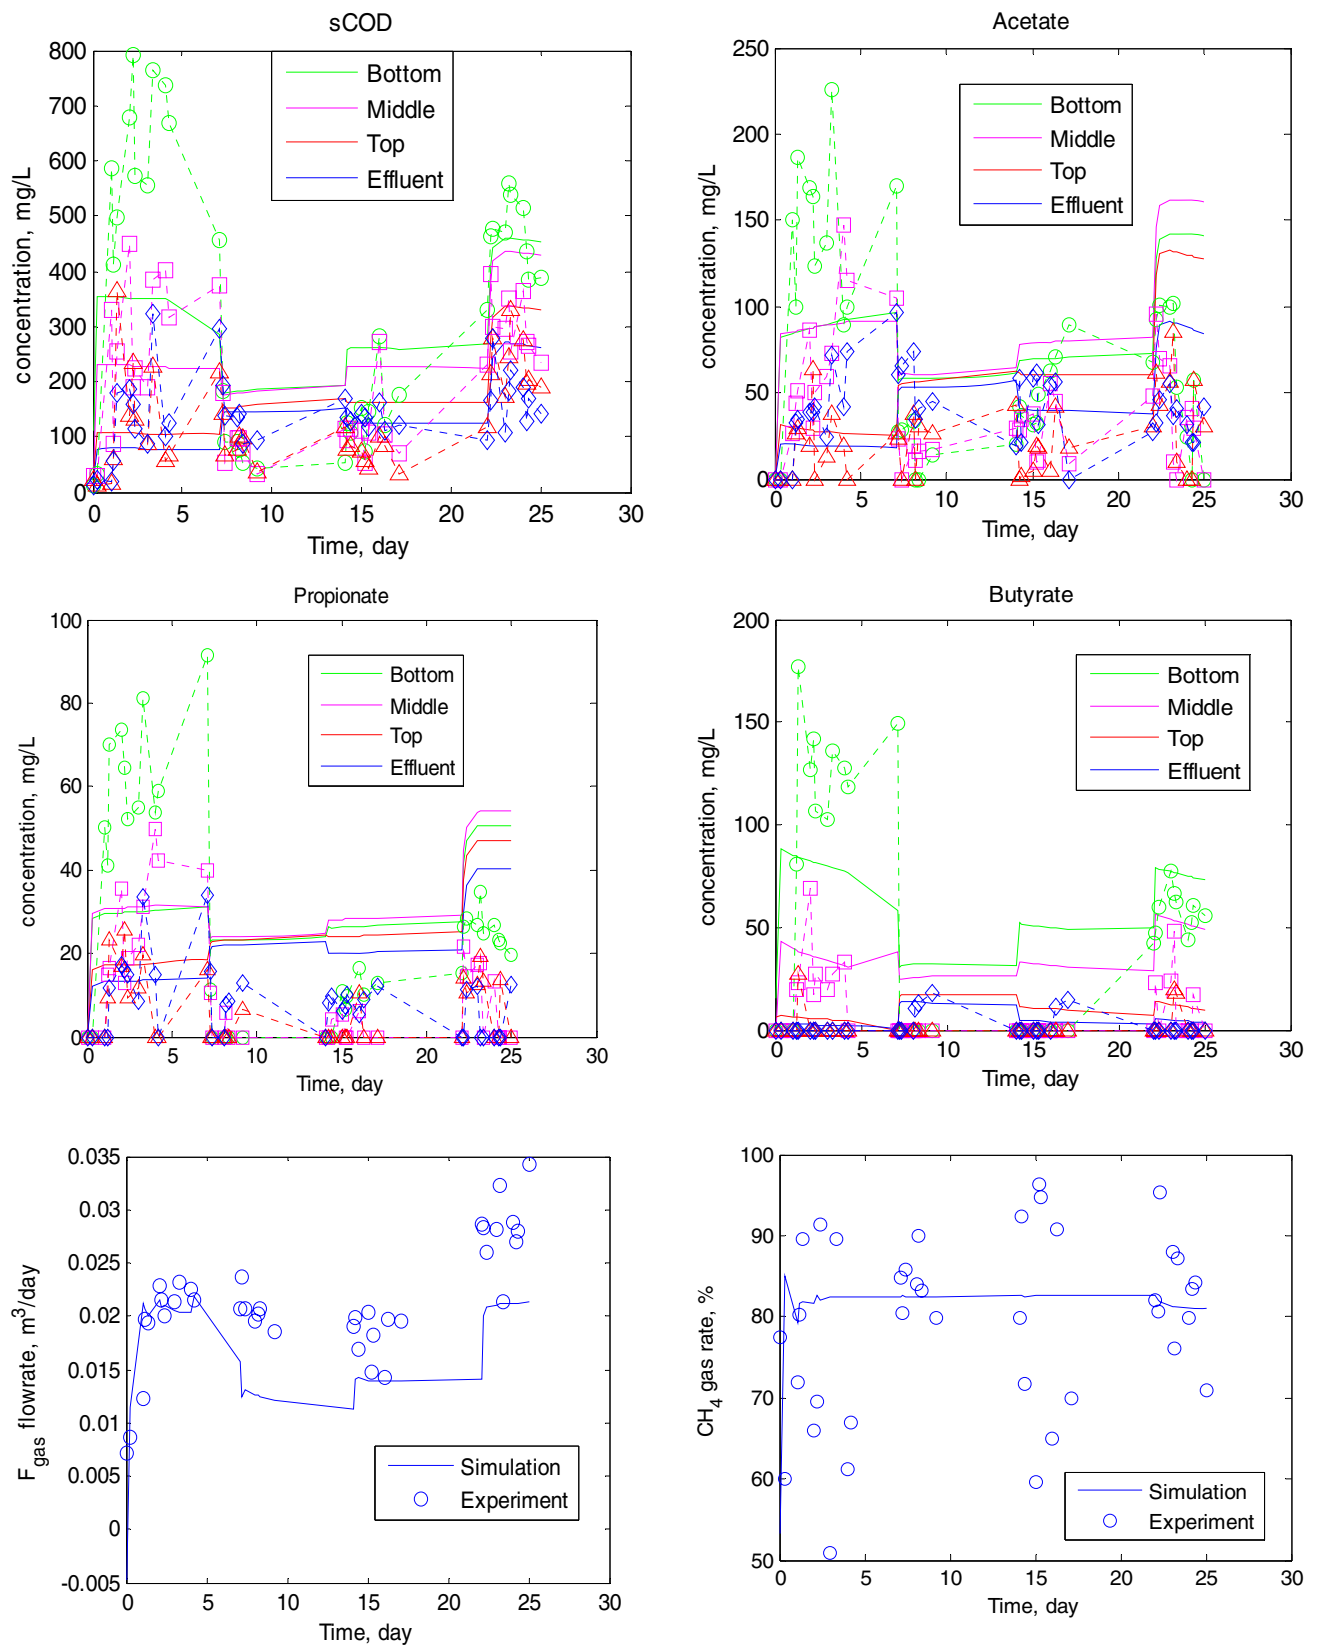 sCOD
800
700
600
500
400
300
200
100
0
0 5 10 15 20 25 30
concentration, mg/L
Time, day
Bottom
Middle
Top
Effluent
Acetate
250
200
150
100
50
0
0 5 10 15 20 25 30
concentration, mg/L
Time, day
Bottom
Middle
Top
Effluent
Propionate
100
80
60
40
20
0
0 5 10 15 20 25 30
concentration, mg/L
Time, day
Bottom
Middle
Top
Effluent
Butyrate
200
150
100
50
0
0 5 10 15 20 25 30
concentration, mg/L
Time, day
Bottom
Middle
Top
Effluent
0.035
0.03
0.025
0.02
0.015
0.01
0.005
0
-0.005
0 5 10 15 20 25 30
F_gas flowrate, m³/day
Time, day
Simulation
Experiment
100
90
80
70
60
50
0 5 10 15 20 25 30
CH₄ gas rate, %
Time, day
Simulation
Experiment